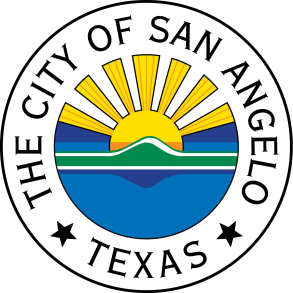 THE CITY OF SAN ANGELO
TEXAS